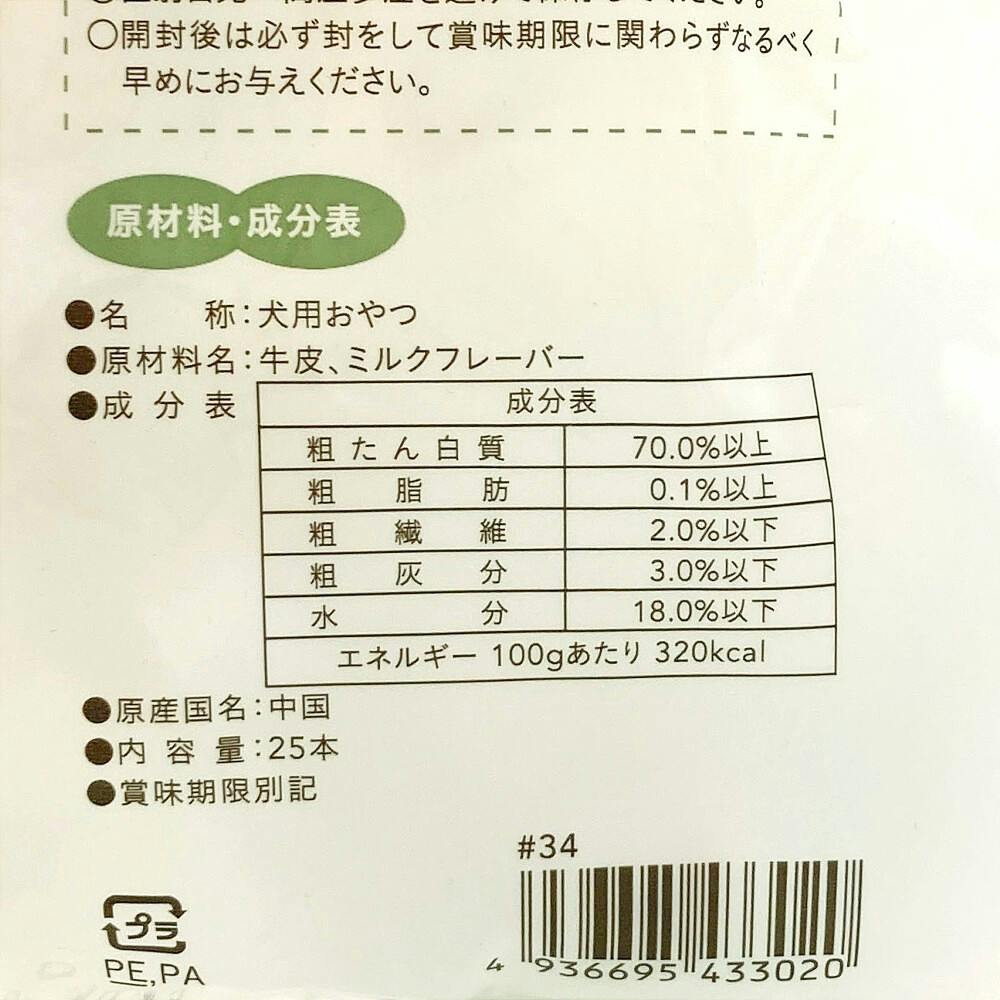 ○開封後は必ず封をして賞味期限に関わらずなるべく
早めにお与えください。
原材料・成分表
●名　　称：犬用おやつ
●原材料名：牛皮、ミルクフレーバー
●成分表
成分表
粗たん白質 70.0%以上
粗脂肪 0.1%以上
粗繊維 2.0%以下
粗灰分 3.0%以下
水分 18.0%以下
エネルギー 100gあたり 320kcal
●原産国名：中国
●内容量：25本
●賞味期限別記
#34
プラ
PE,PA
4 936695 433020